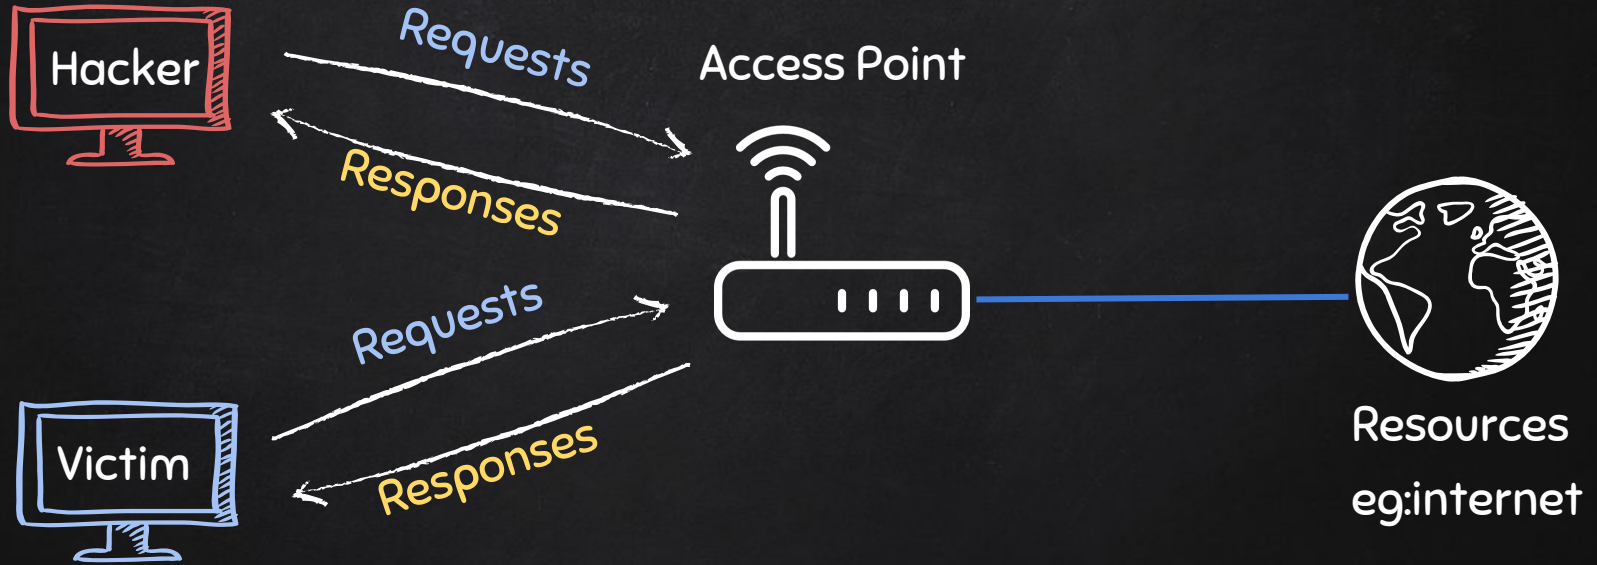 Hacker
Requests
Access Point
Responses
Requests
Victim
Responses
Resources
eg:internet